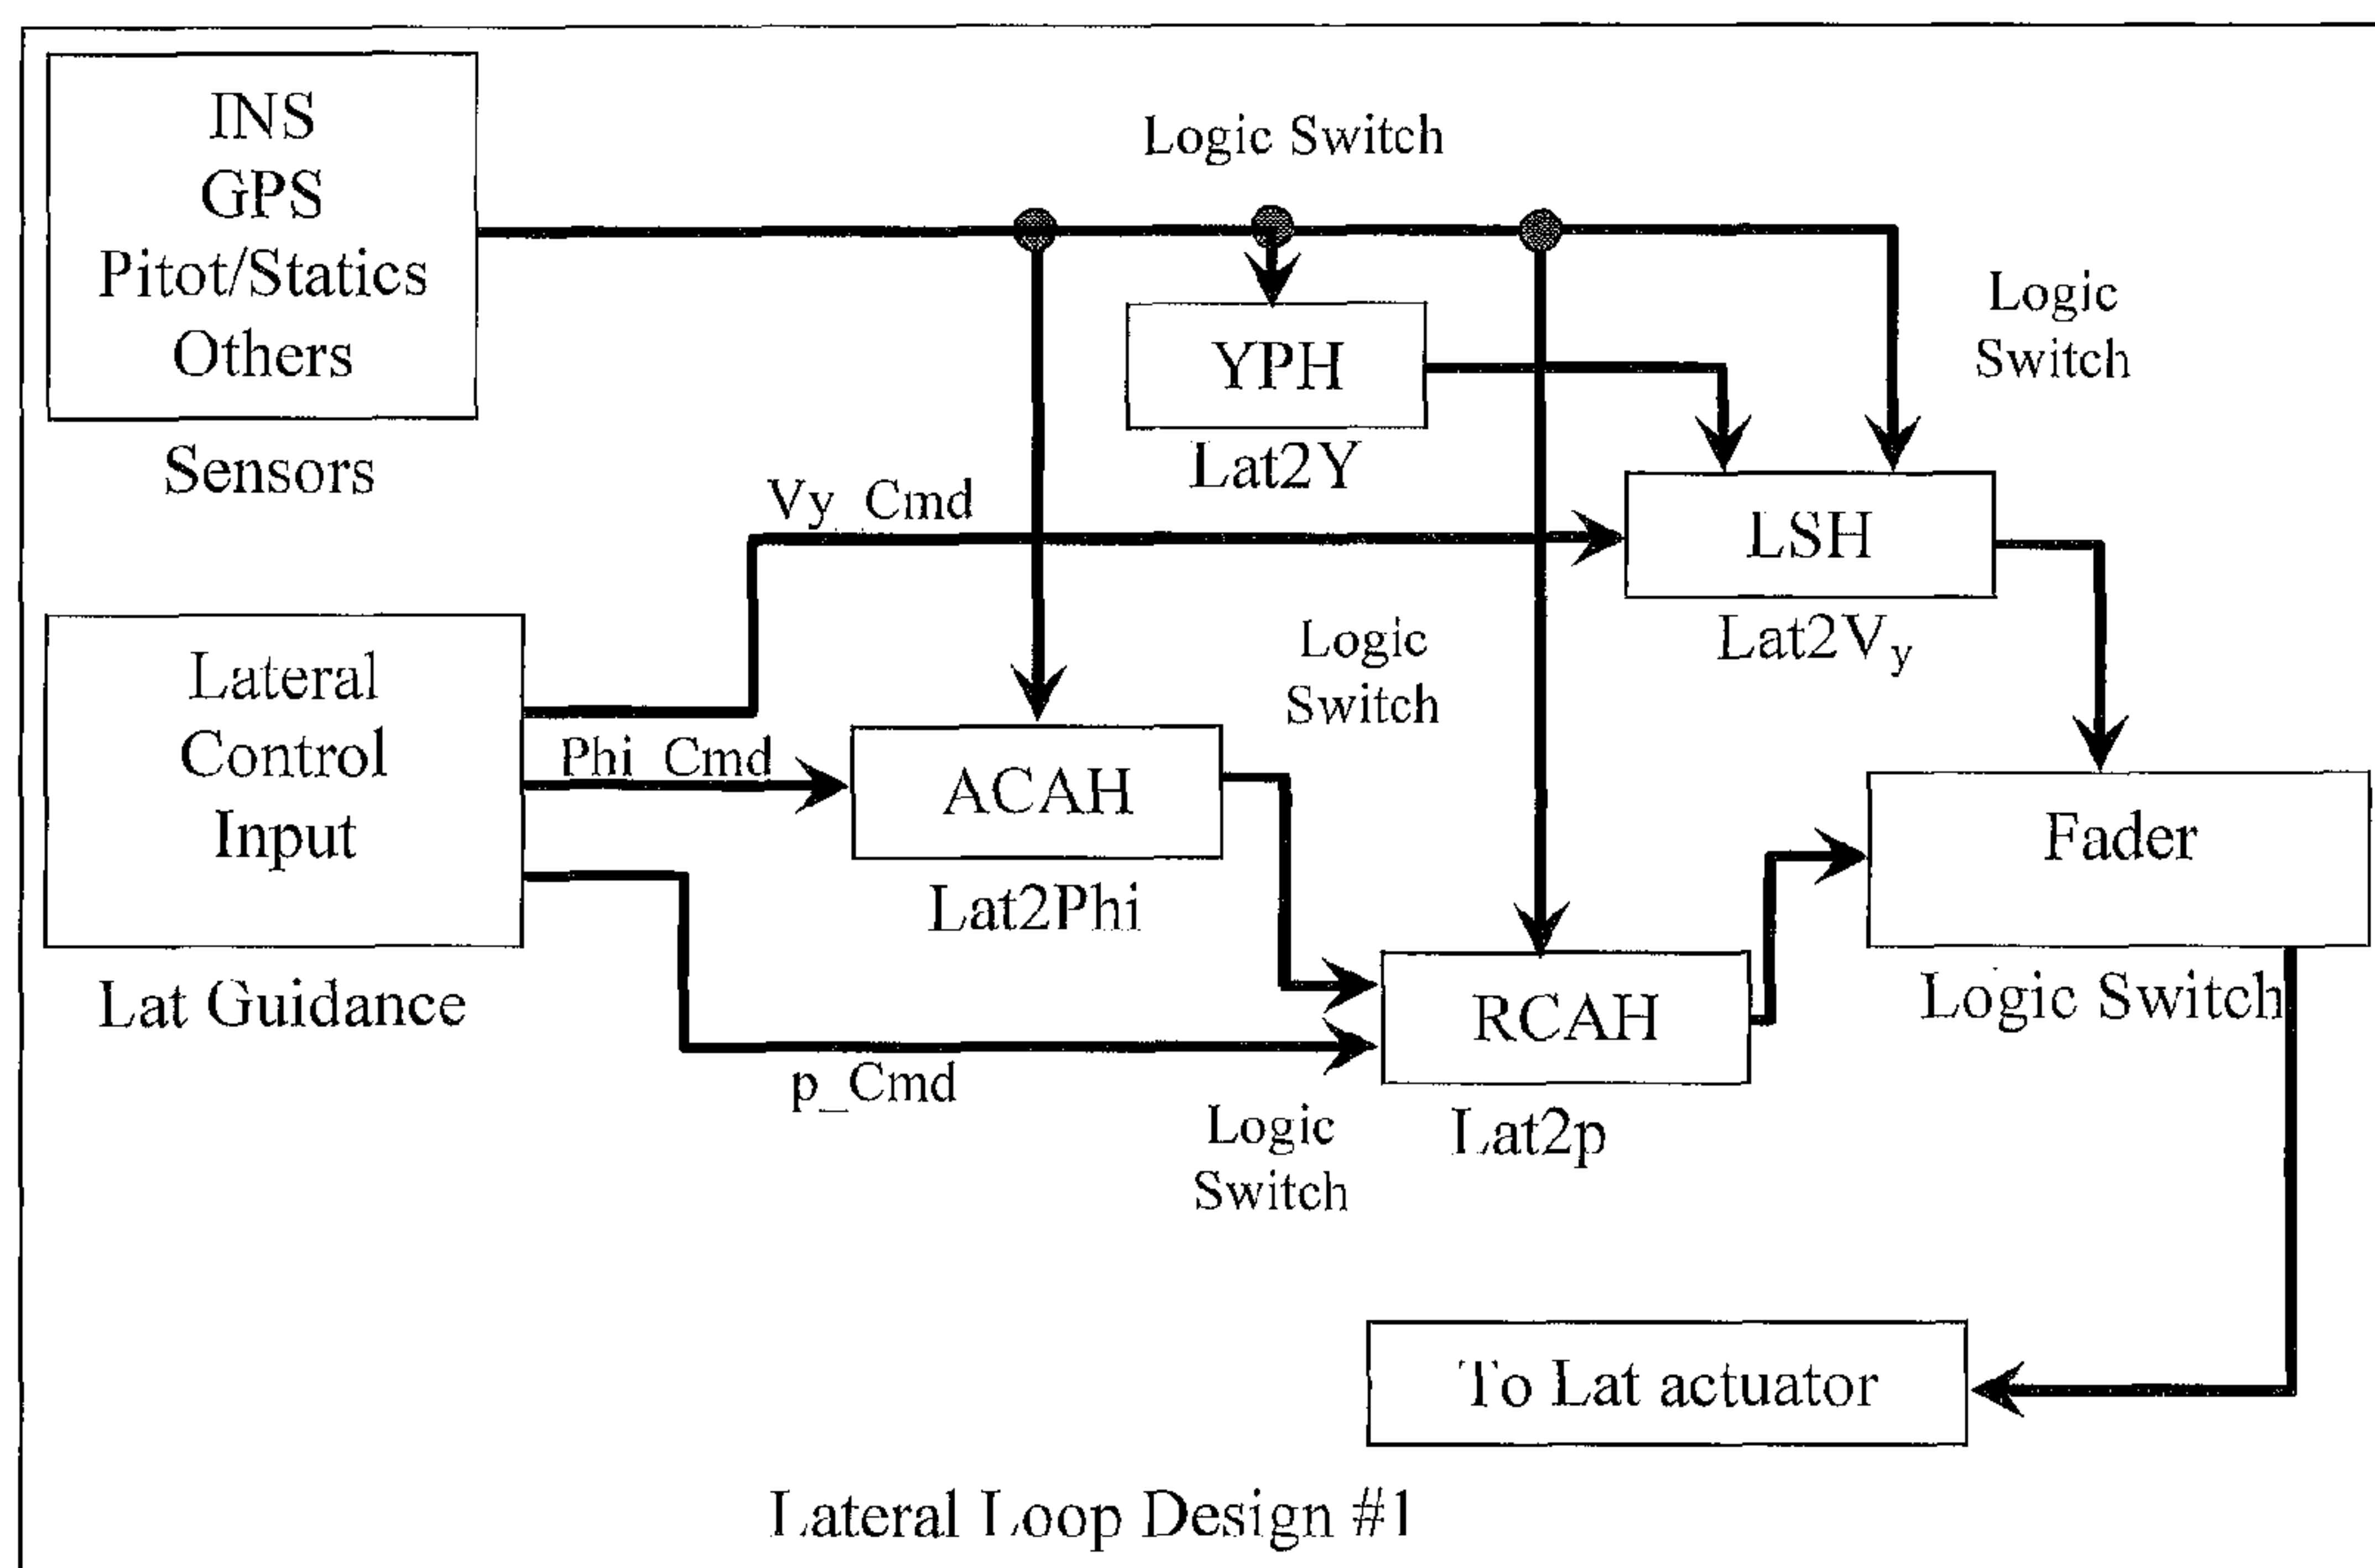 INS
GPS
Pitot/Statics
Others
Sensors
Logic Switch
Logic
Switch
YPH
Lat2Y
Vy_Cmd
LSH
Lat2Vy
Lateral
Control
Input
Lat Guidance
Phi_Cmd
ACAH
Lat2Phi
Logic
Switch
Fader
Logic Switch
p_Cmd
RCAH
Lat2p
Logic
Switch
To Lat actuator
Lateral Loop Design #1